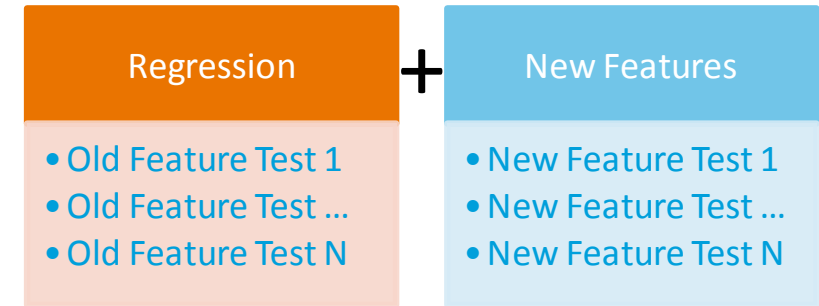 Regression
• Old Feature Test 1
• Old Feature Test ...
• Old Feature Test N
+
New Features
• New Feature Test 1
• New Feature Test ...
• New Feature Test N